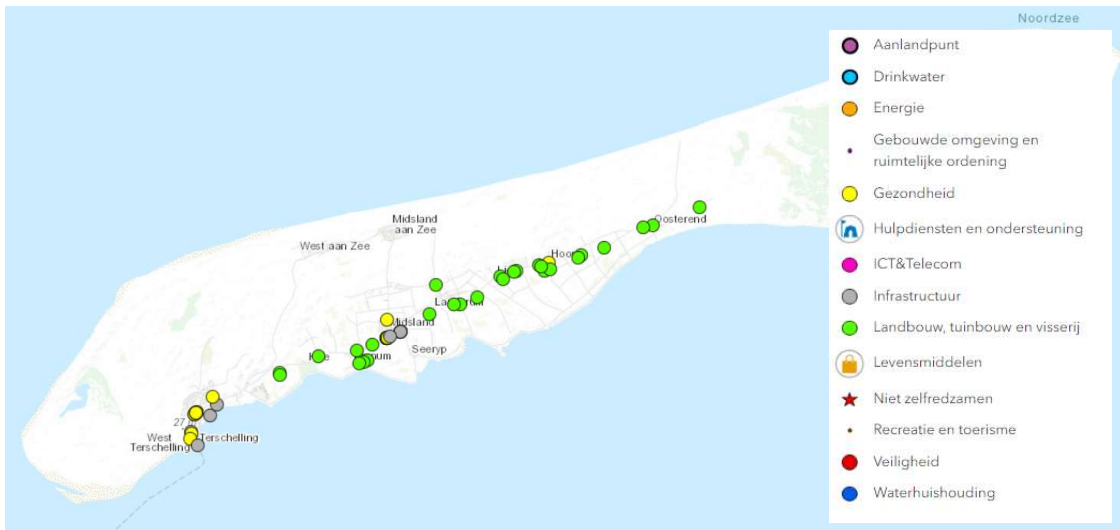 Noordzee
Aanlandpunt
Drinkwater
Energie
Gebouwde omgeving en
ruimtelijke ordening
Gezondheid
Hulpdiensten en ondersteuning
ICT&Telecom
Infrastructuur
Landbouw, tuinbouw en visserij
Levensmiddelen
Niet zelfredzamen
Recreatie en toerisme
Veiligheid
Waterhuishouding
Oosterend
Midsland
aan Zee
West aan Zee
Midsland
Seeryp
27
West
Terschelling
Terschelling